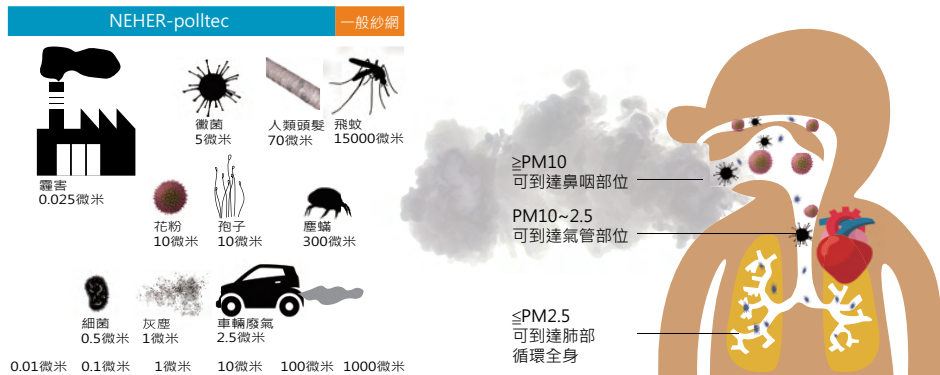 NEHER-polltec
一般紗網
黴菌
5微米
人類頭髮
70微米
飛蚊
15000微米
霾害
0.025微米
花粉
10微米
孢子
10微米
塵蟎
300微米
細菌
0.5微米
灰塵
1微米
車輛廢氣
2.5微米
0.01微米
0.1微米
1微米
10微米
100微米
1000微米
≧PM10
可到達鼻咽部位
PM10~2.5
可到達氣管部位
≦PM2.5
可到達肺部
循環全身